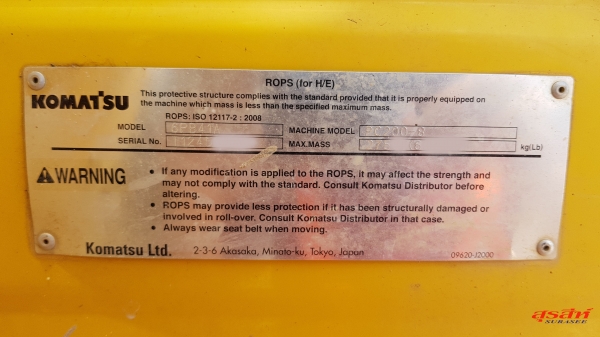 ROPS (for H/E)
KOMATSU
This protective structure complies with the standard provided that it is properly equipped on
the machine which mass is less than the specified maximum mass.
ROPS: ISO 12117-2 : 2008
MODEL MACHINE MODEL
SERIAL No. MAX.MASS kg(Lb)
WARNING
• If any modification is applied to the ROPS, it may affect the strength and
may not comply with the standard. Consult Komatsu Distributor before
altering.
• ROPS may provide less protection if it has been structurally damaged or
involved in roll-over. Consult Komatsu Distributor in that case.
• Always wear seat belt when moving.
Komatsu Ltd. 2-3-6 Akasaka, Minato-ku, Tokyo, Japan 09620-J2000
สุรสีห์
SURASEE